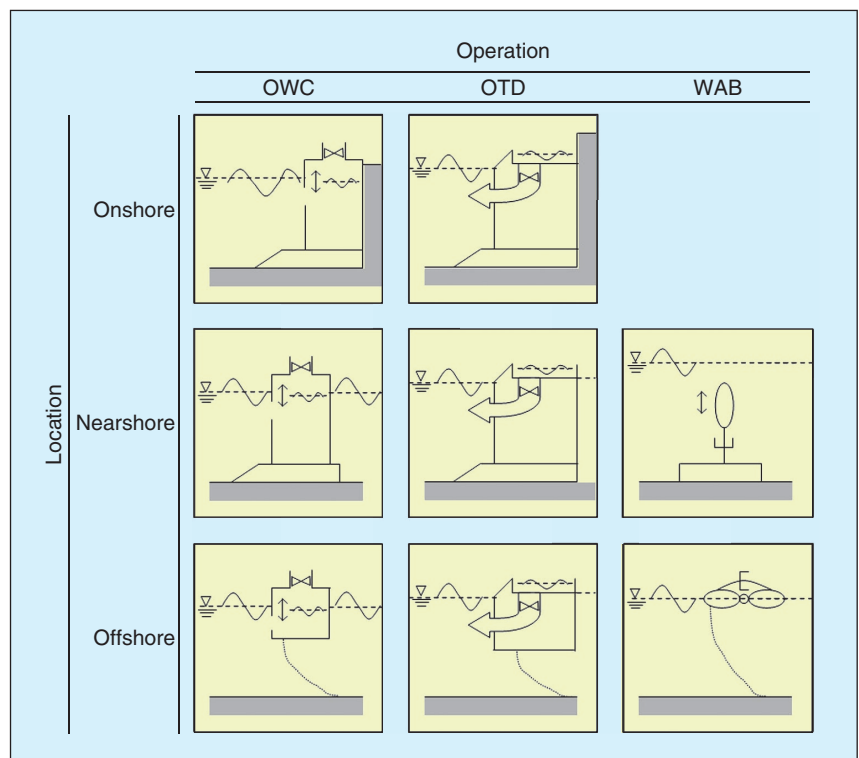 Operation
OWC OTD WAB
Location
Onshore
Nearshore
Offshore